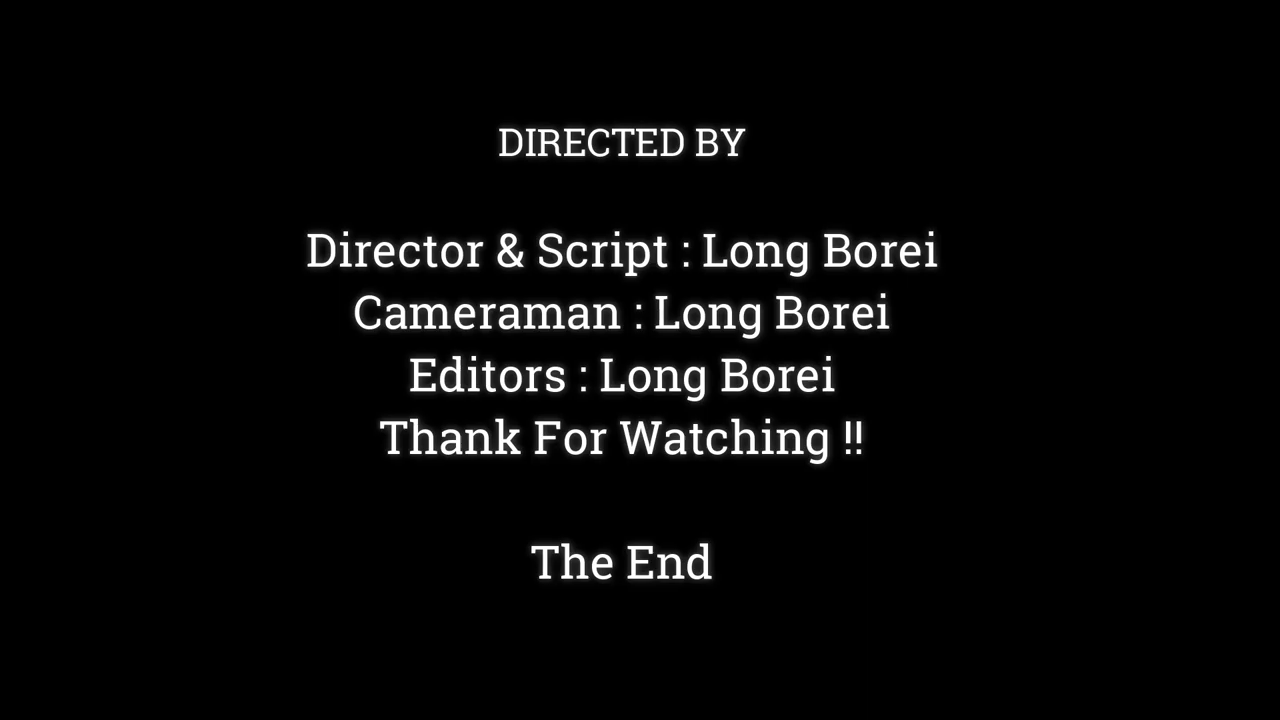 DIRECTED BY
Director & Script : Long Borei
Cameraman : Long Borei
Editors : Long Borei
Thank For Watching !!
The End